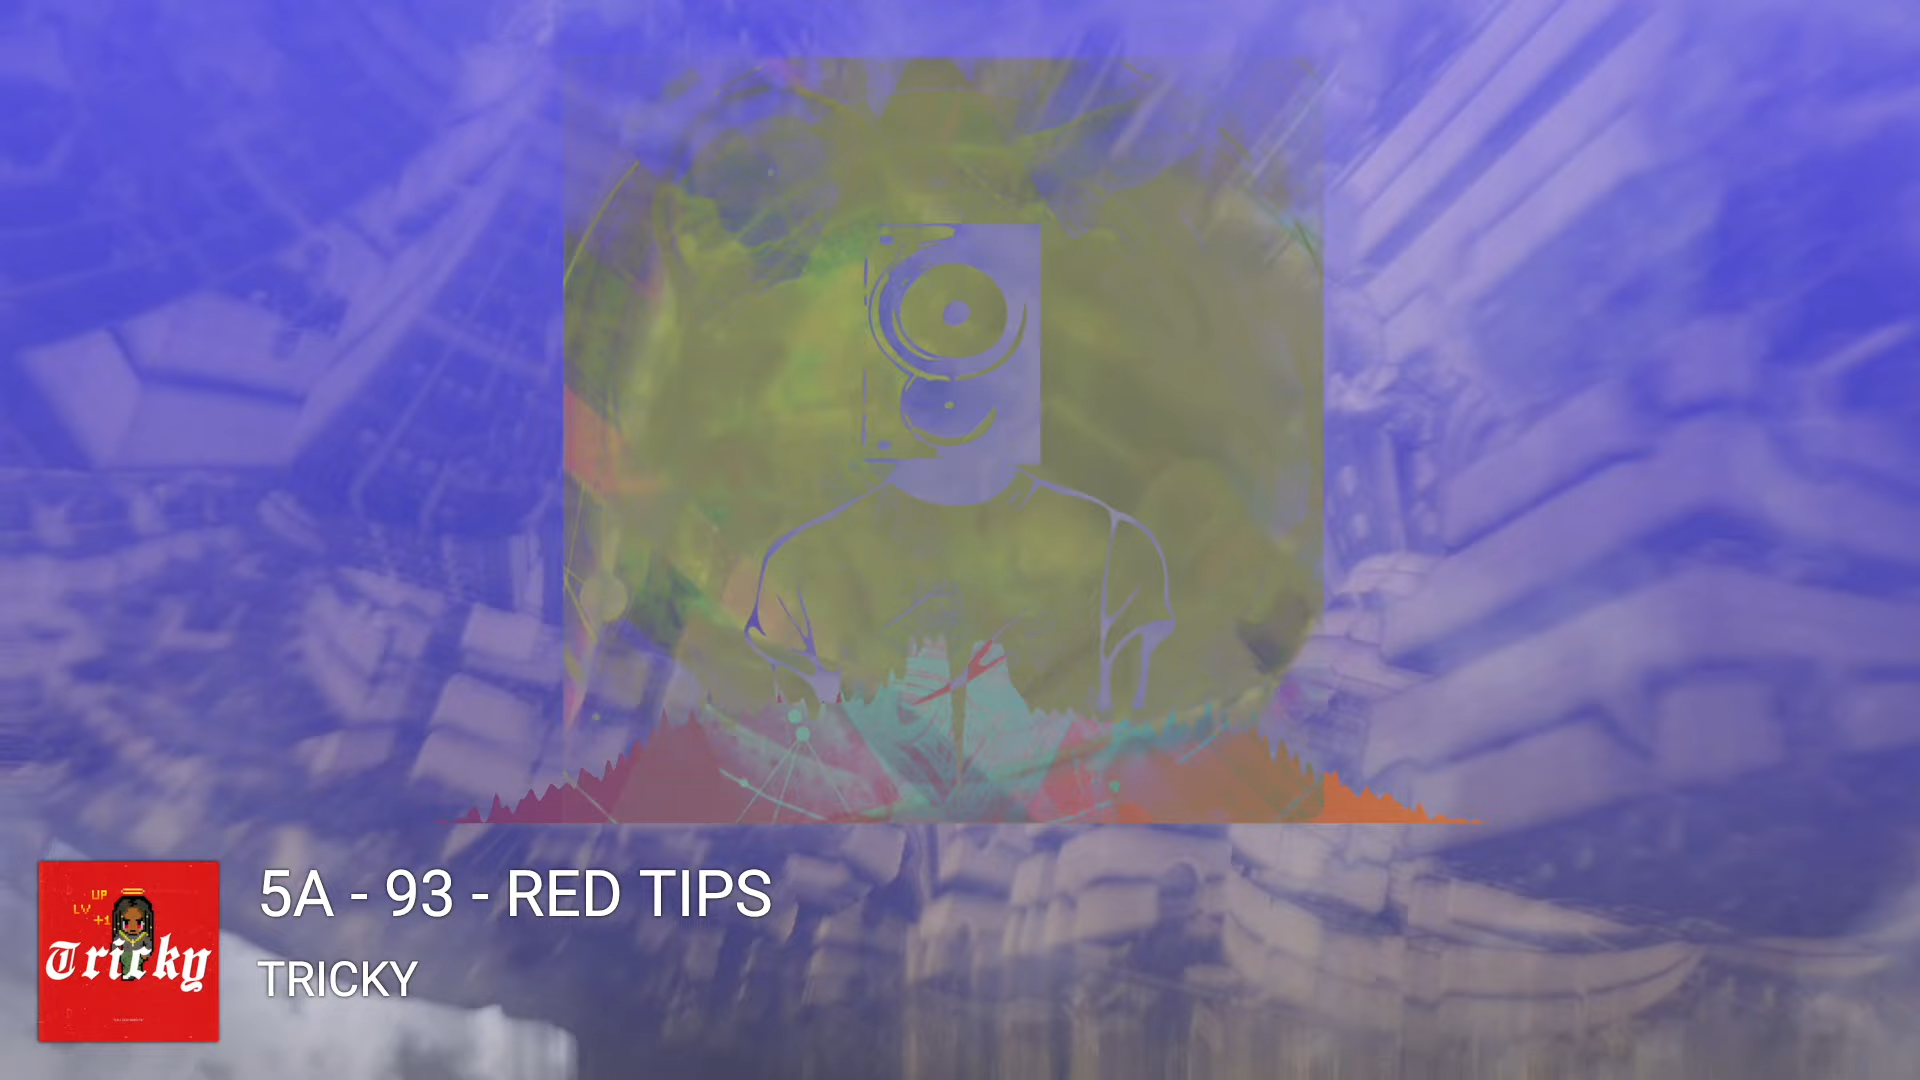 UP
LV
+1
Tricky
5A - 93 - RED TIPS
TRICKY